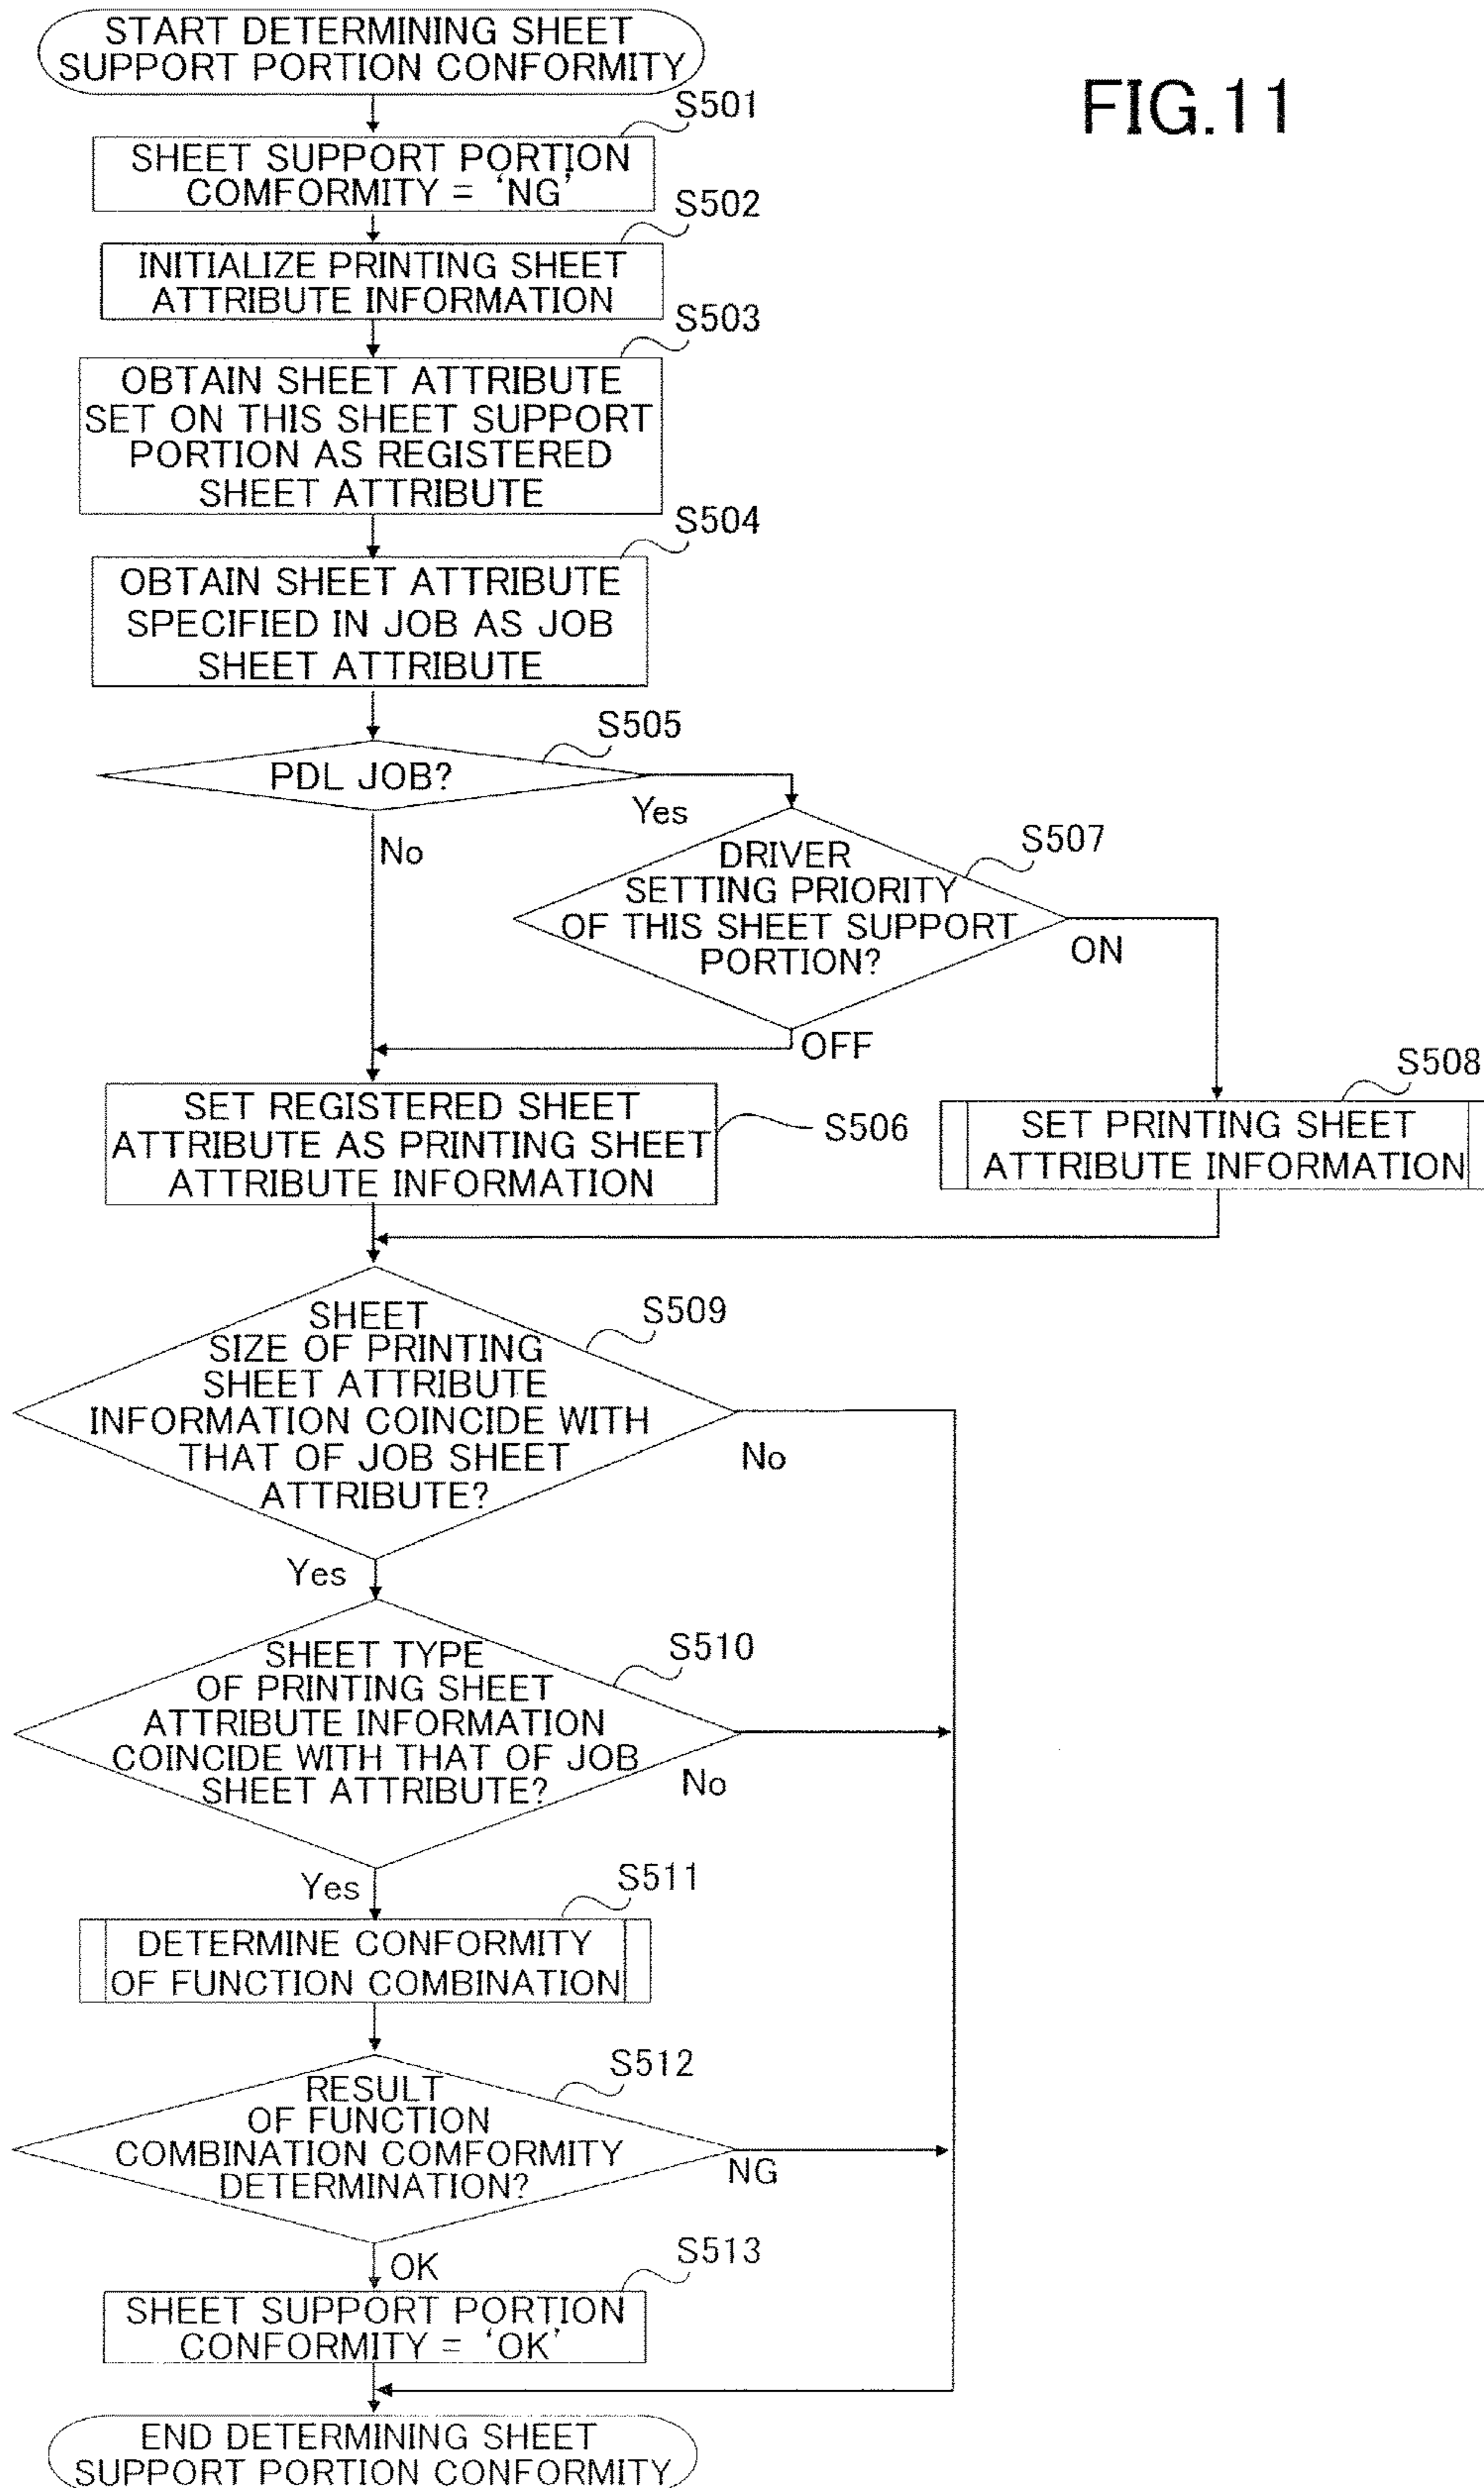 START DETERMINING SHEET
SUPPORT PORTION CONFORMITY
FIG.11
S501
SHEET SUPPORT PORTION
COMFORMITY = ‘NG’
S502
INITIALIZE PRINTING SHEET
ATTRIBUTE INFORMATION
S503
OBTAIN SHEET ATTRIBUTE
SET ON THIS SHEET SUPPORT
PORTION AS REGISTERED
SHEET ATTRIBUTE
S504
OBTAIN SHEET ATTRIBUTE
SPECIFIED IN JOB AS JOB
SHEET ATTRIBUTE
S505
PDL JOB?
Yes
No
S507
DRIVER
SETTING PRIORITY
OF THIS SHEET SUPPORT
PORTION?
ON
OFF
S506
SET REGISTERED SHEET
ATTRIBUTE AS PRINTING SHEET
ATTRIBUTE INFORMATION
S508
SET PRINTING SHEET
ATTRIBUTE INFORMATION
S509
SHEET
SIZE OF PRINTING
SHEET ATTRIBUTE
INFORMATION COINCIDE WITH
THAT OF JOB SHEET
ATTRIBUTE?
No
Yes
S510
SHEET TYPE
OF PRINTING SHEET
ATTRIBUTE INFORMATION
COINCIDE WITH THAT OF JOB
SHEET ATTRIBUTE?
No
Yes
S511
DETERMINE CONFORMITY
OF FUNCTION COMBINATION
S512
RESULT
OF FUNCTION
COMBINATION COMFORMITY
DETERMINATION?
NG
OK
S513
SHEET SUPPORT PORTION
CONFORMITY = ‘OK’
END DETERMINING SHEET
SUPPORT PORTION CONFORMITY